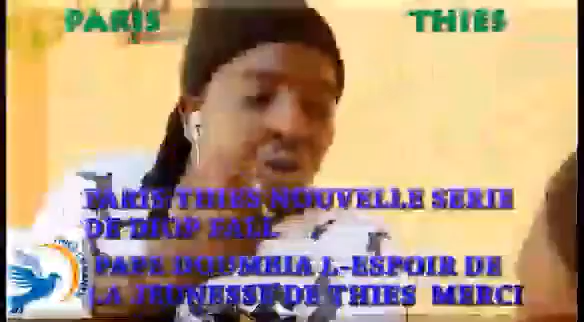 PARIS THIES
PARIS THIES NOUVELLE SERIE
DE DIOP FALL
PAPE DOUMBIA L-ESPOIR DE
LA JEUNESSE DE THIES MERCI